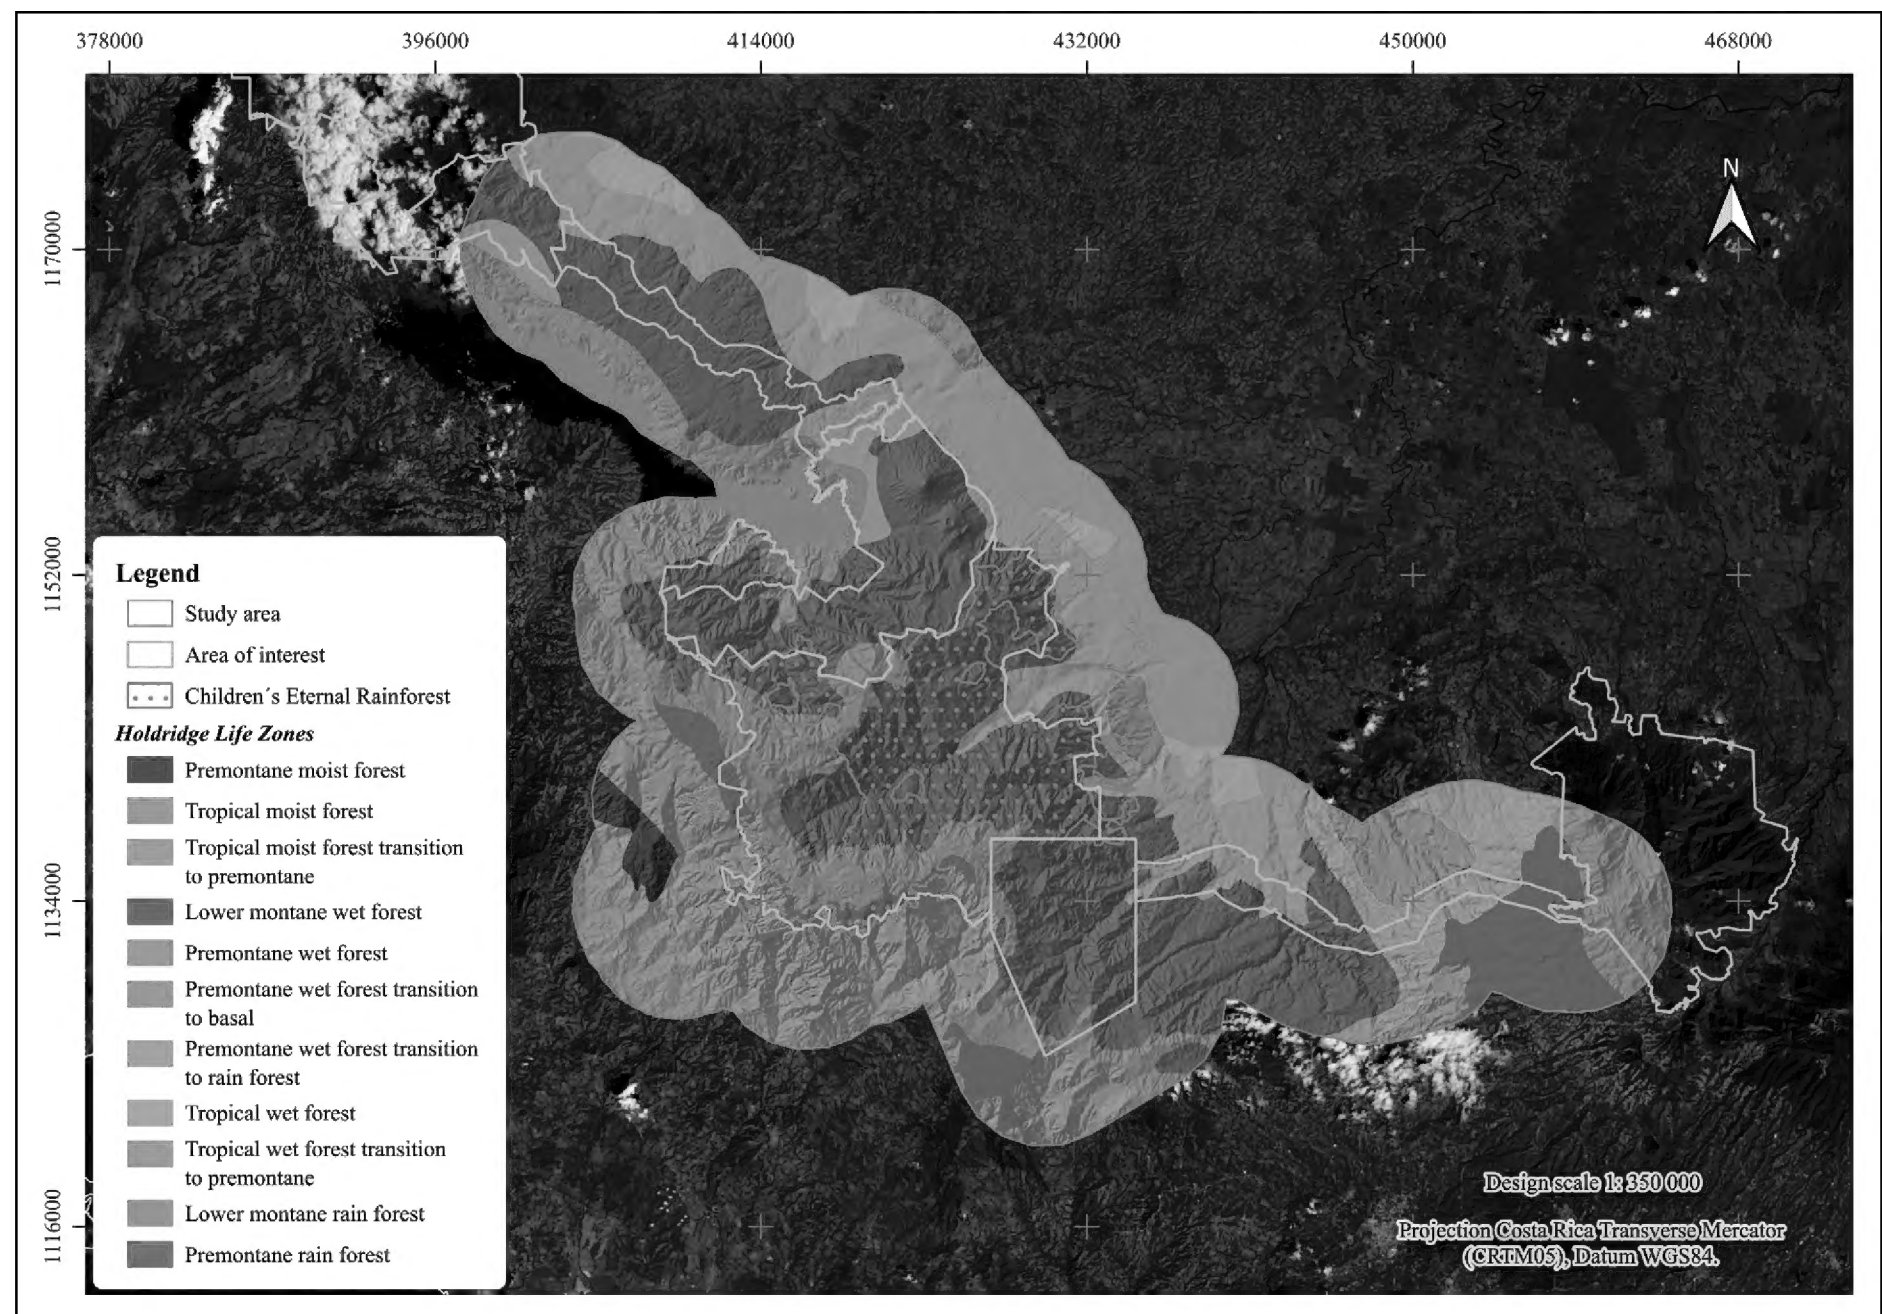 378000 396000 414000 432000 450000 468000
N
1170000
1152000
1134000
1116000
Legend
Study area
Area of interest
Children´s Eternal Rainforest
Holdridge Life Zones
Premontane moist forest
Tropical moist forest
Tropical moist forest transition
to premontane
Lower montane wet forest
Premontane wet forest
Premontane wet forest transition
to basal
Premontane wet forest transition
to rain forest
Tropical wet forest
Tropical wet forest transition
to premontane
Lower montane rain forest
Premontane rain forest
Design scale 1: 350 000
Projection Costa Rica Transverse Mercator
(CRTM05), Datum WGS84.